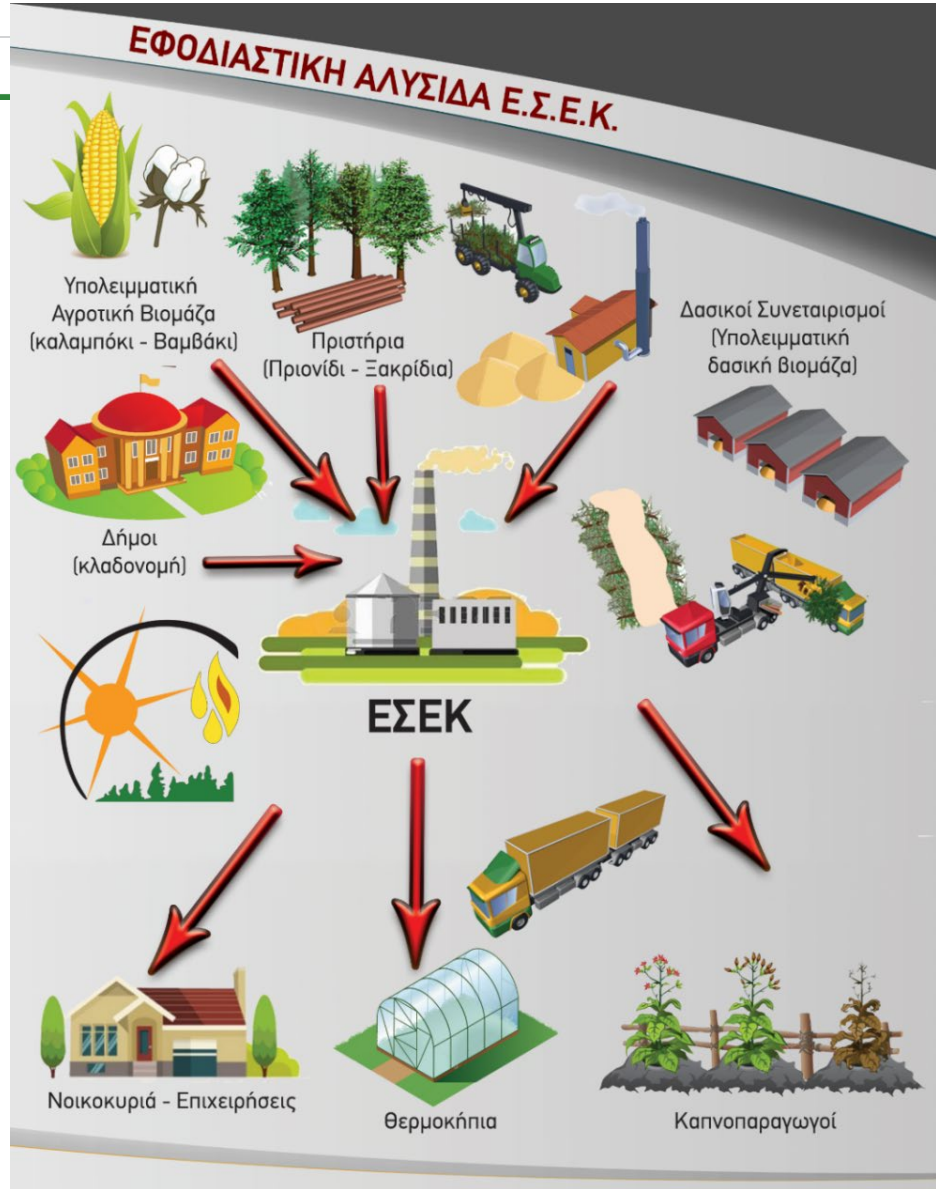 ΕΦΟΔΙΑΣΤΙΚΗ ΑΛΥΣΙΔΑ Ε.Σ.Ε.Κ.
Υπολειμματική
Αγροτική Βιομάζα
(καλαμπόκι - Βαμβάκι)
Πριστήρια
(Πριονίδι - Ξακρίδια)
Δασικοί Συνεταιρισμοί
(Υπολειμματική
δασική βιομάζα)
Δήμοι
(κλαδονομή)
ΕΣΕΚ
Νοικοκυριά - Επιχειρήσεις
Θερμοκήπια
Καπνοπαραγωγοί